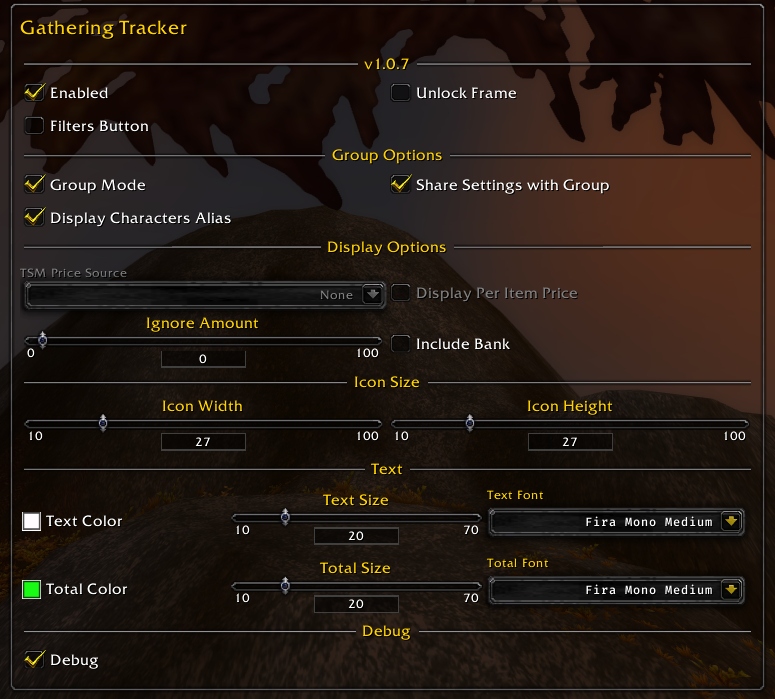 Gathering Tracker
v1.0.7
Enabled
Unlock Frame
Filters Button
Group Options
Group Mode
Share Settings with Group
Display Characters Alias
Display Options
TSM Price Source
None
Display Per Item Price
Ignore Amount
0 100
0
Include Bank
Icon Size
Icon Width
Icon Height
10 100
27
10 100
27
Text
Text Color
Text Size
10 70
20
Text Font
Fira Mono Medium
Total Color
Total Size
10 70
20
Total Font
Fira Mono Medium
Debug
Debug